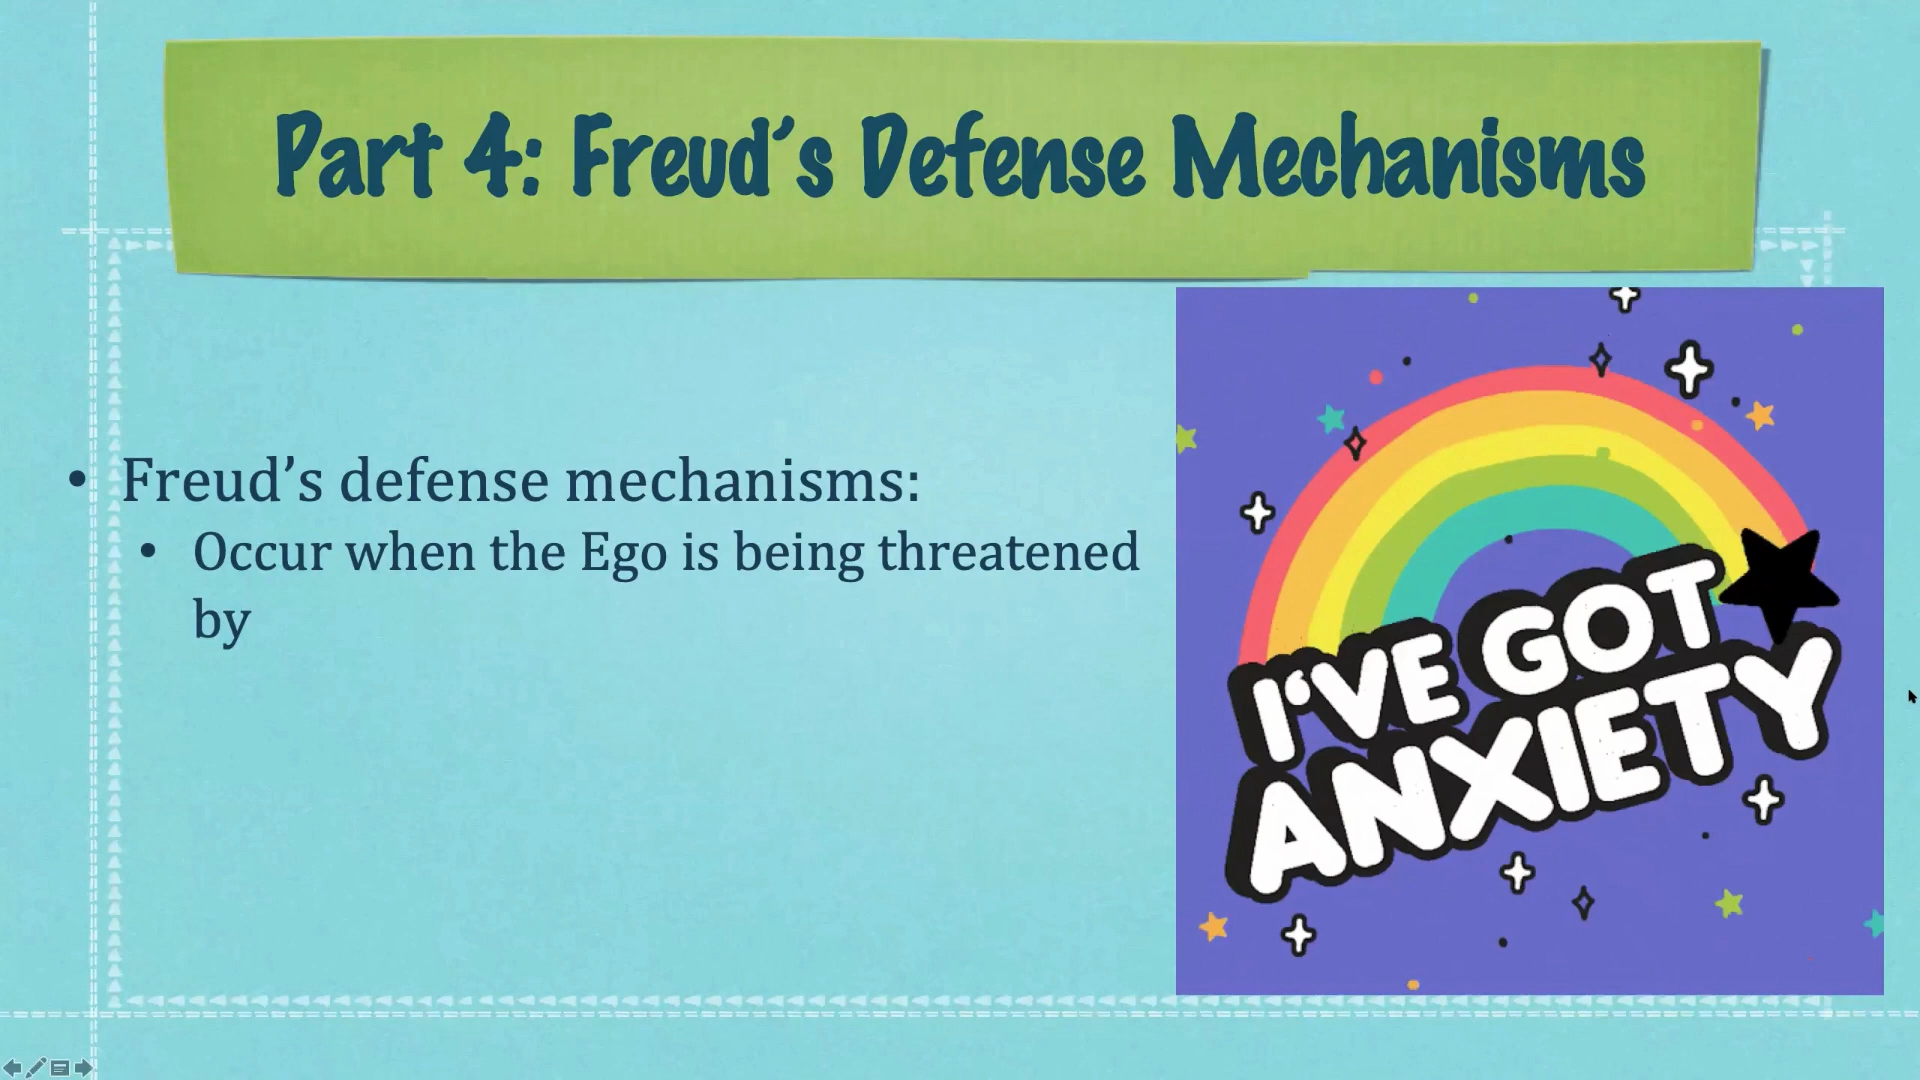 Part 4: Freud’s Defense Mechanisms
• Freud’s defense mechanisms:
• Occur when the Ego is being threatened
by
I‘VE GOT
ANXIETY